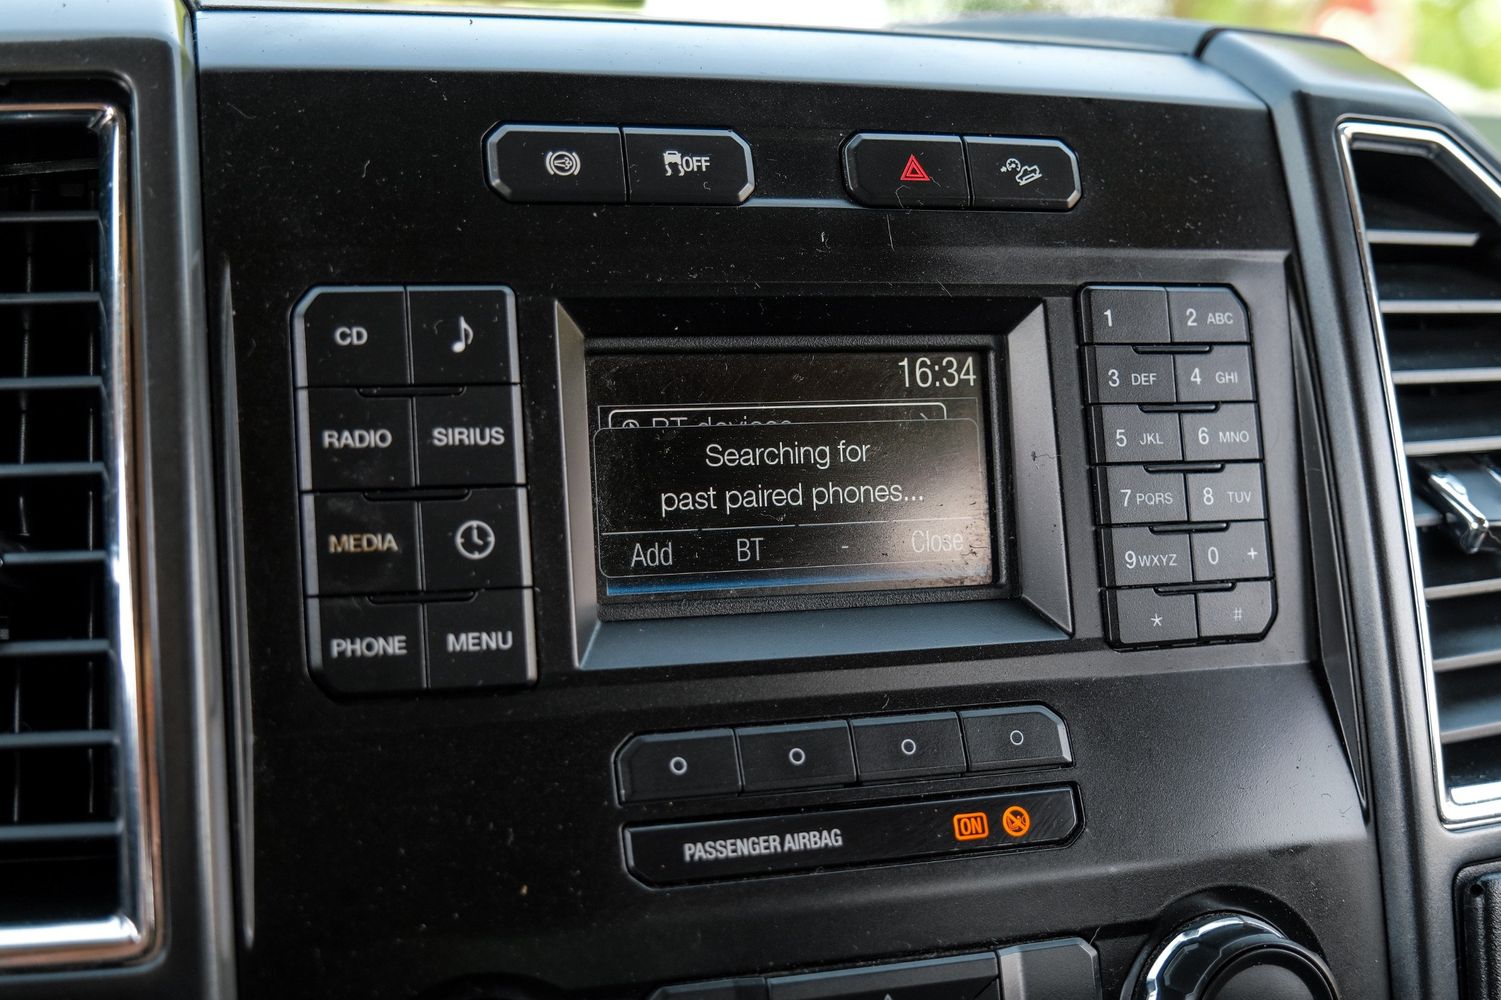 OFF
CD
RADIO SIRIUS
MEDIA
PHONE MENU
16:34
BT devices
Searching for
past paired phones...
Add BT - Close
1 2 ABC
3 DEF 4 GHI
5 JKL 6 MNO
7 PQRS 8 TUV
9 WXYZ 0 +
* #
PASSENGER AIRBAG ON